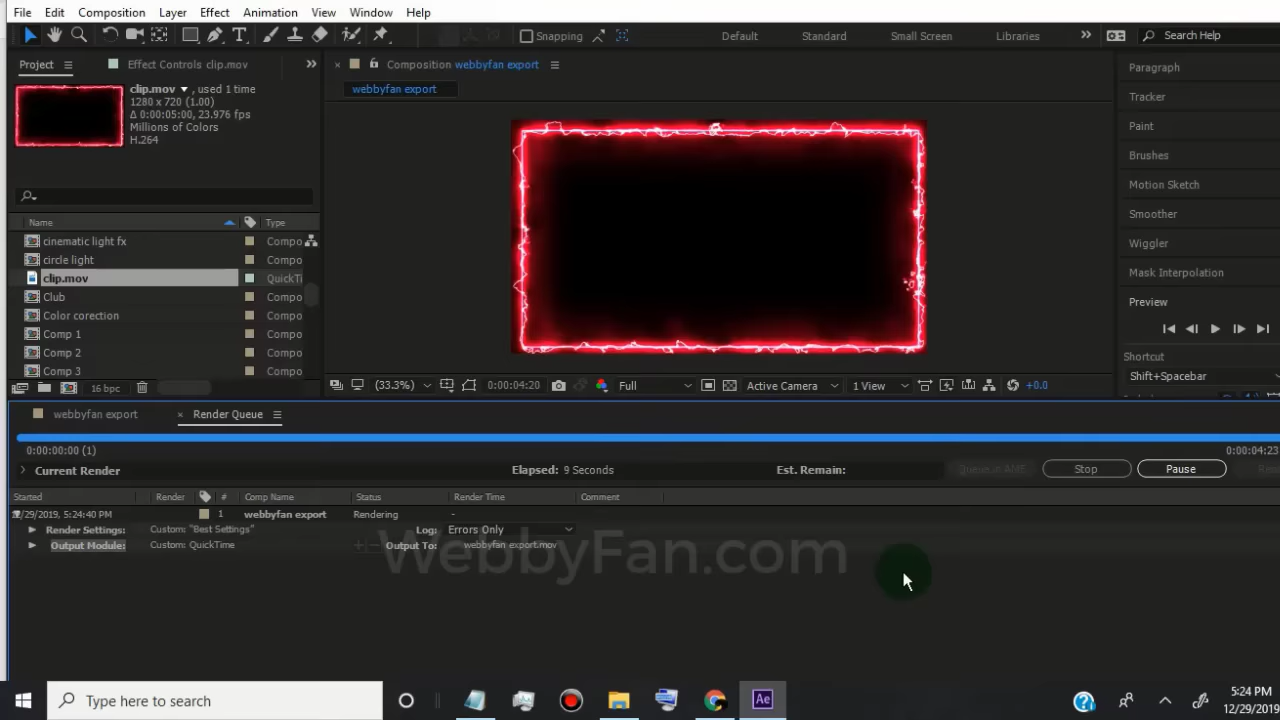 File Edit Composition Layer Effect Animation View Window Help
Snapping Default Standard Small Screen Libraries Search Help
Project Effect Controls clip.mov
Composition webbyfan export
webbyfan export
clip.mov , used 1 time
1280 x 720 (1.00)
Δ 0:00:05:00, 23.976 fps
Millions of Colors
H.264
Name Type
cinematic light fx Compo
circle light Compo
clip.mov QuickTi
Club Compo
Color corection Compo
Comp 1 Compo
Comp 2 Compo
Comp 3 Compo
16 bpc
(33.3%) 0:00:04:20 Full Active Camera 1 View +0.0
Paragraph
Tracker
Paint
Brushes
Motion Sketch
Smoother
Wiggler
Mask Interpolation
Preview
Shortcut
Shift+Spacebar
webbyfan export Render Queue
0:00:00:00 (1) 0:00:04:23
Current Render Elapsed: 9 Seconds Est. Remain: Queue in AME Stop Pause
Started Render # Comp Name Status Render Time Comment
/29/2019, 5:24:40 PM 1 webbyfan export Rendering -
Render Settings: Custom: "Best Settings" Log: Errors Only
Output Module: Custom: QuickTime + − Output To: webbyfan export.mov
WebbyFan.com
Type here to search
Ae
5:24 PM
12/29/2019